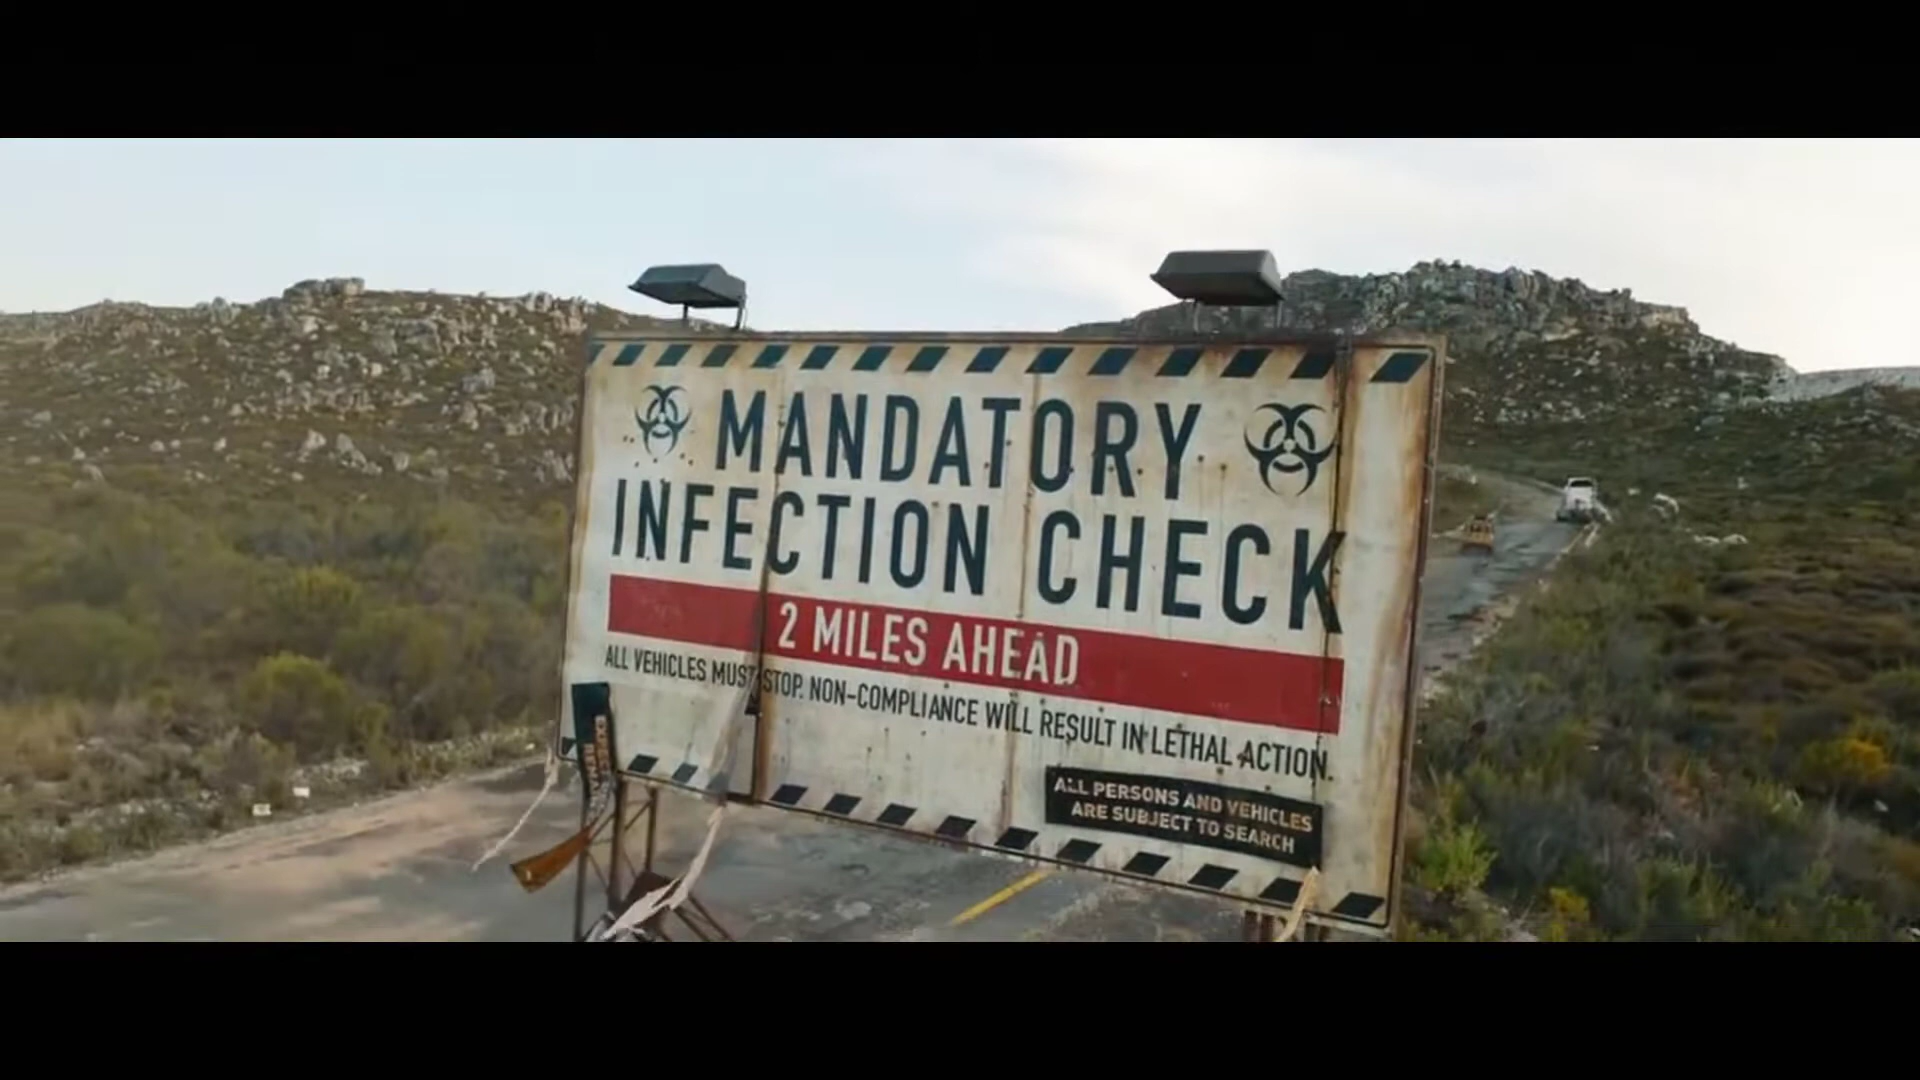 MANDATORY
INFECTION CHECK
2 MILES AHEAD
ALL VEHICLES MUST STOP. NON-COMPLIANCE WILL RESULT IN LETHAL ACTION.
ALL PERSONS AND VEHICLES
ARE SUBJECT TO SEARCH